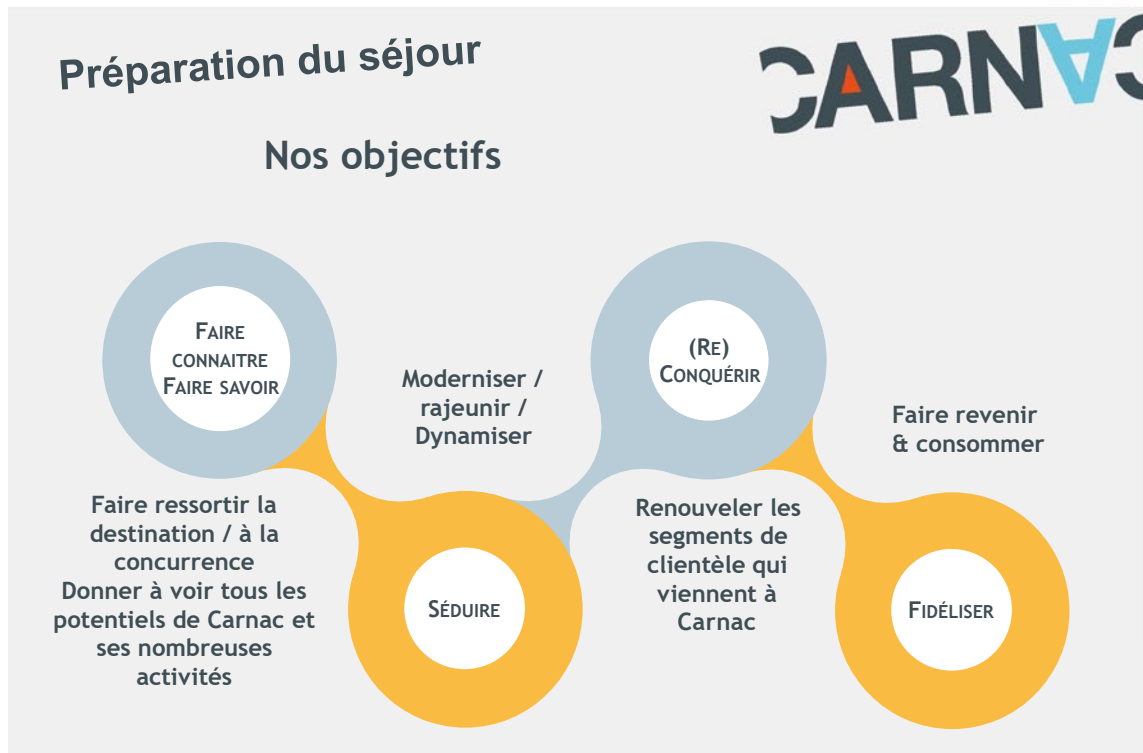 Préparation du séjour
CARNAC
Nos objectifs
FAIRE
CONNAITRE
FAIRE SAVOIR
Faire ressortir la
destination / à la
concurrence
Donner à voir tous les
potentiels de Carnac et
ses nombreuses
activités
Moderniser /
rajeunir /
Dynamiser
SÉDUIRE
(RE)
CONQUÉRIR
Renouveler les
segments de
clientèle qui
viennent à
Carnac
Faire revenir
& consommer
FIDÉLISER